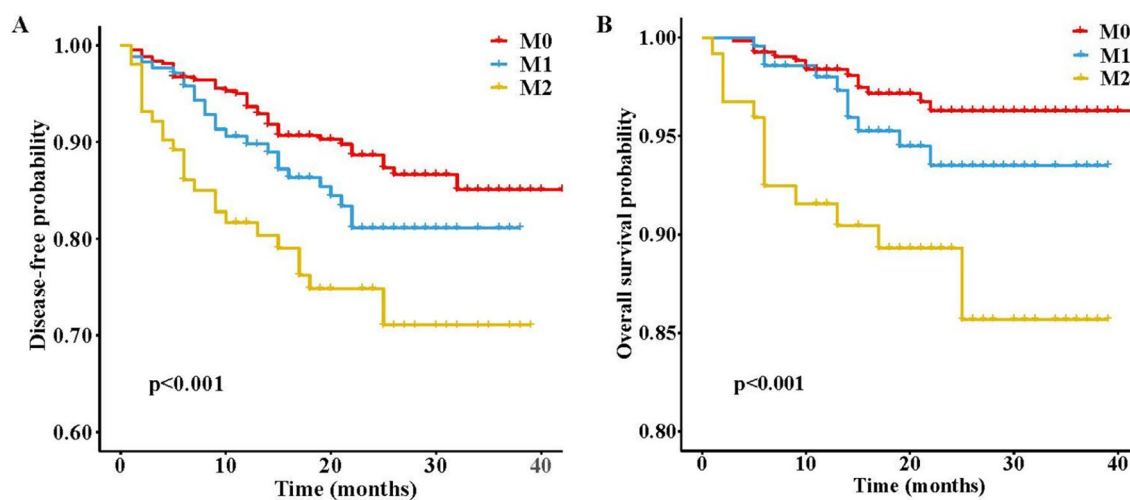 A
Disease-free probability
1.00
0.90
0.80
0.70
0.60
M0
M1
M2
p<0.001
0 10 20 30 40
Time (months)
B
Overall survival probability
1.00
0.95
0.90
0.85
0.80
M0
M1
M2
p<0.001
0 10 20 30 40
Time (months)